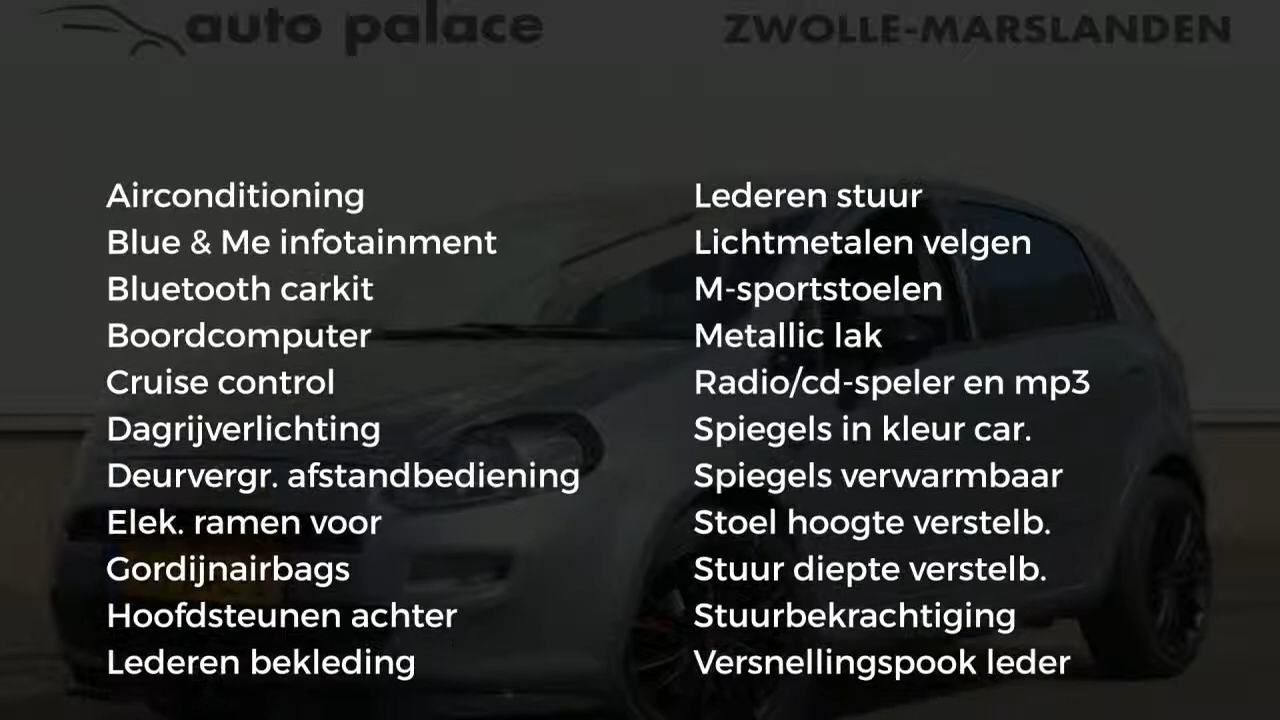 auto palace
ZWOLLE-MARSLANDEN
Airconditioning
Blue & Me infotainment
Bluetooth carkit
Boordcomputer
Cruise control
Dagrijverlichting
Deurvergr. afstandbediening
Elek. ramen voor
Gordijnairbags
Hoofdsteunen achter
Lederen bekleding
Lederen stuur
Lichtmetalen velgen
M-sportstoelen
Metallic lak
Radio/cd-speler en mp3
Spiegels in kleur car.
Spiegels verwarmbaar
Stoel hoogte verstelb.
Stuur diepte verstelb.
Stuurbekrachtiging
Versnellingspook leder